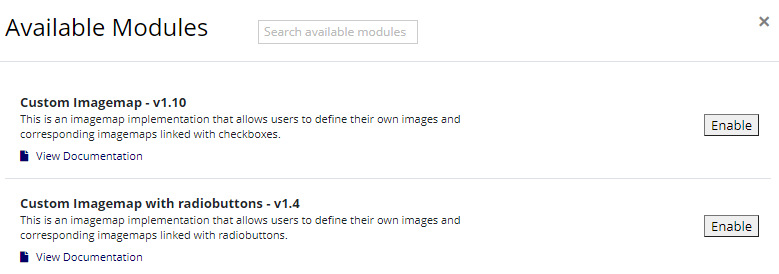 Available Modules
Search available modules
×
Custom Imagemap - v1.10
This is an imagemap implementation that allows users to define their own images and
corresponding imagemaps linked with checkboxes.
Enable
View Documentation
Custom Imagemap with radiobuttons - v1.4
This is an imagemap implementation that allows users to define their own images and
corresponding imagemaps linked with radiobuttons.
Enable
View Documentation